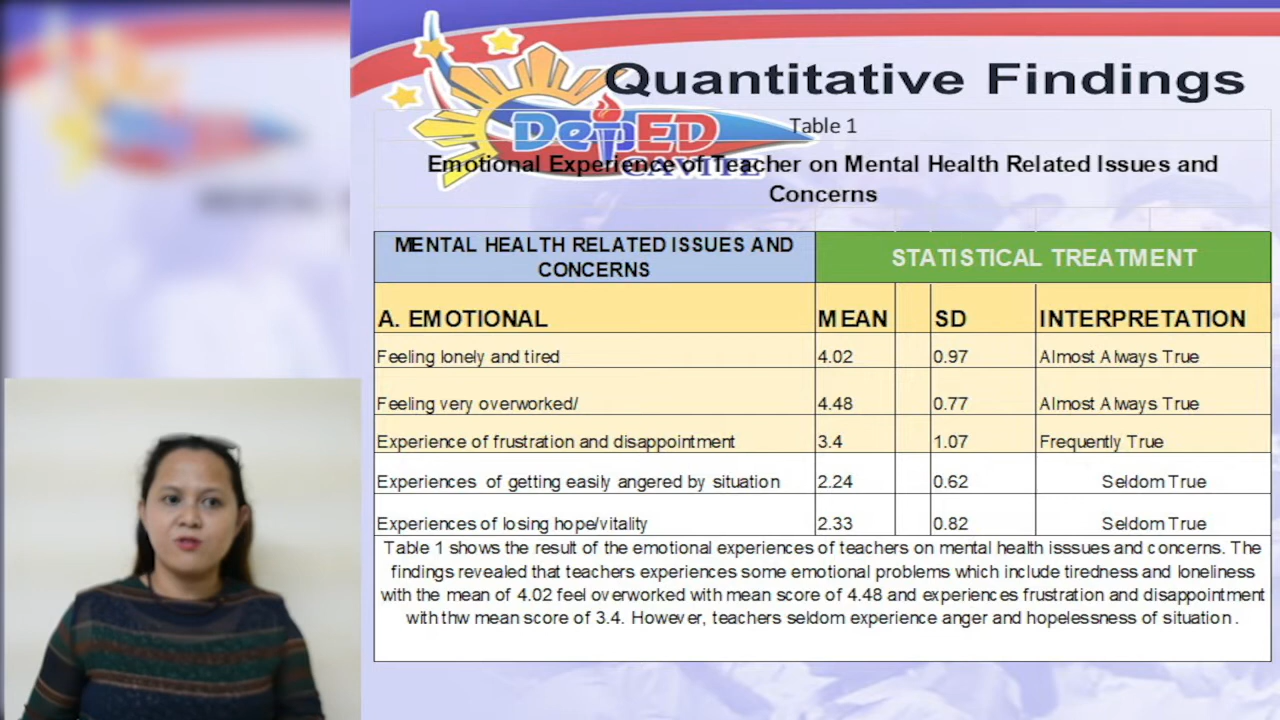 Quantitative Findings
DepED
CAVITE
Table 1
Emotional Experience of Teacher on Mental Health Related Issues and
Concerns
MENTAL HEALTH RELATED ISSUES AND
CONCERNS
STATISTICAL TREATMENT
A. EMOTIONAL MEAN SD INTERPRETATION
Feeling lonely and tired 4.02 0.97 Almost Always True
Feeling very overworked/ 4.48 0.77 Almost Always True
Experience of frustration and disappointment 3.4 1.07 Frequently True
Experiences of getting easily angered by situation 2.24 0.62 Seldom True
Experiences of losing hope/vitality 2.33 0.82 Seldom True
Table 1 shows the result of the emotional experiences of teachers on mental health isssues and concerns. The
findings revealed that teachers experiences some emotional problems which include tiredness and loneliness
with the mean of 4.02 feel overworked with mean score of 4.48 and experiences frustration and disappointment
with thw mean score of 3.4. However, teachers seldom experience anger and hopelessness of situation.